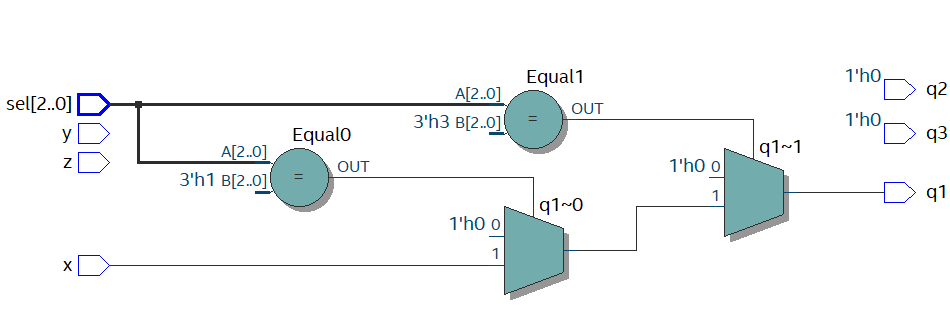 Equal1
1'h0
q2
sel[2..0]
A[2..0]
OUT
=
3'h3 B[2..0]
1'h0
q3
y
Equal0
z
A[2..0]
OUT
=
3'h1 B[2..0]
q1~1
1'h0 0
1
q1
q1~0
1'h0 0
1
x